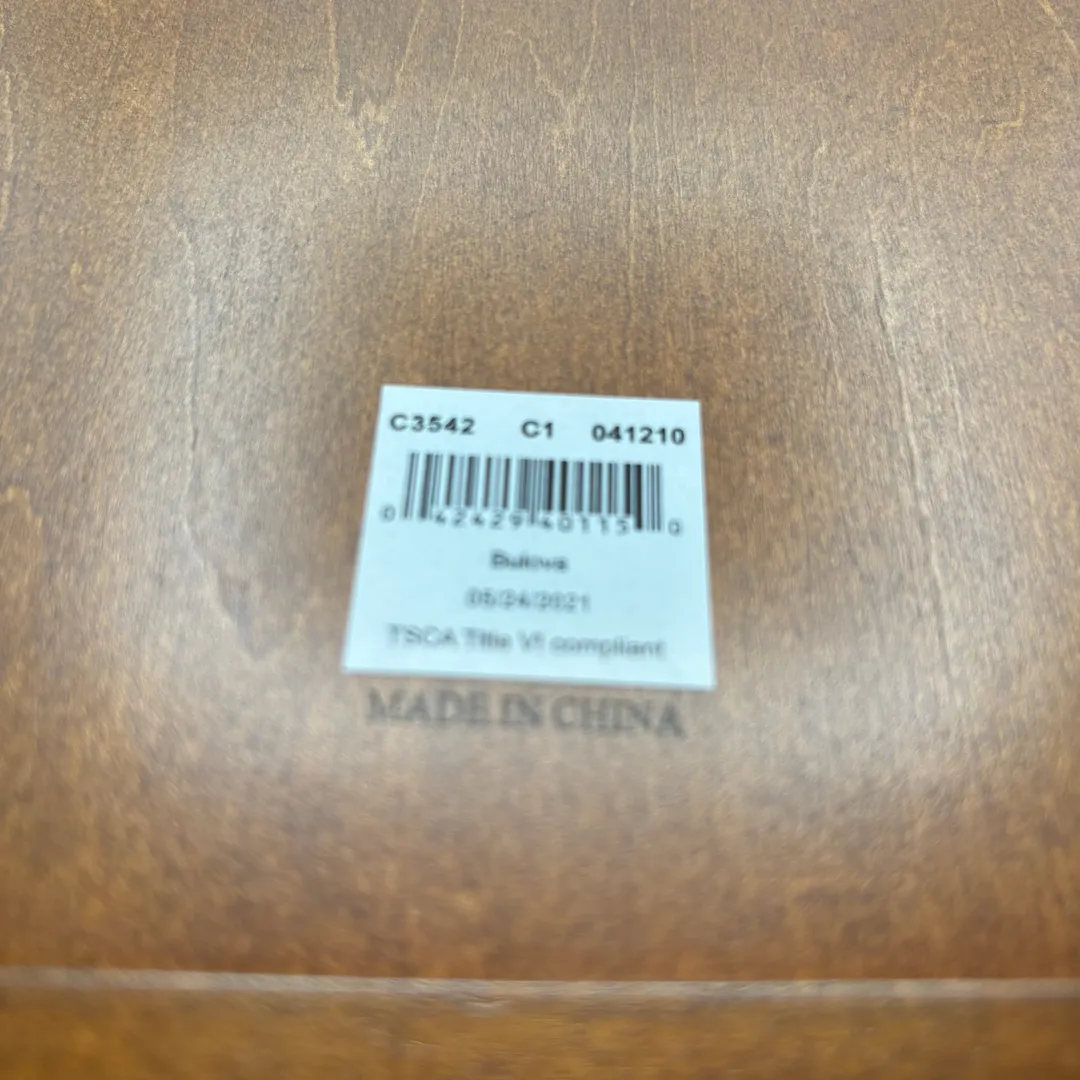 C3542 C1 041210
0 42429 40115 0
Bulova
05/24/2021
TSCA Title VI compliant
MADE IN CHINA